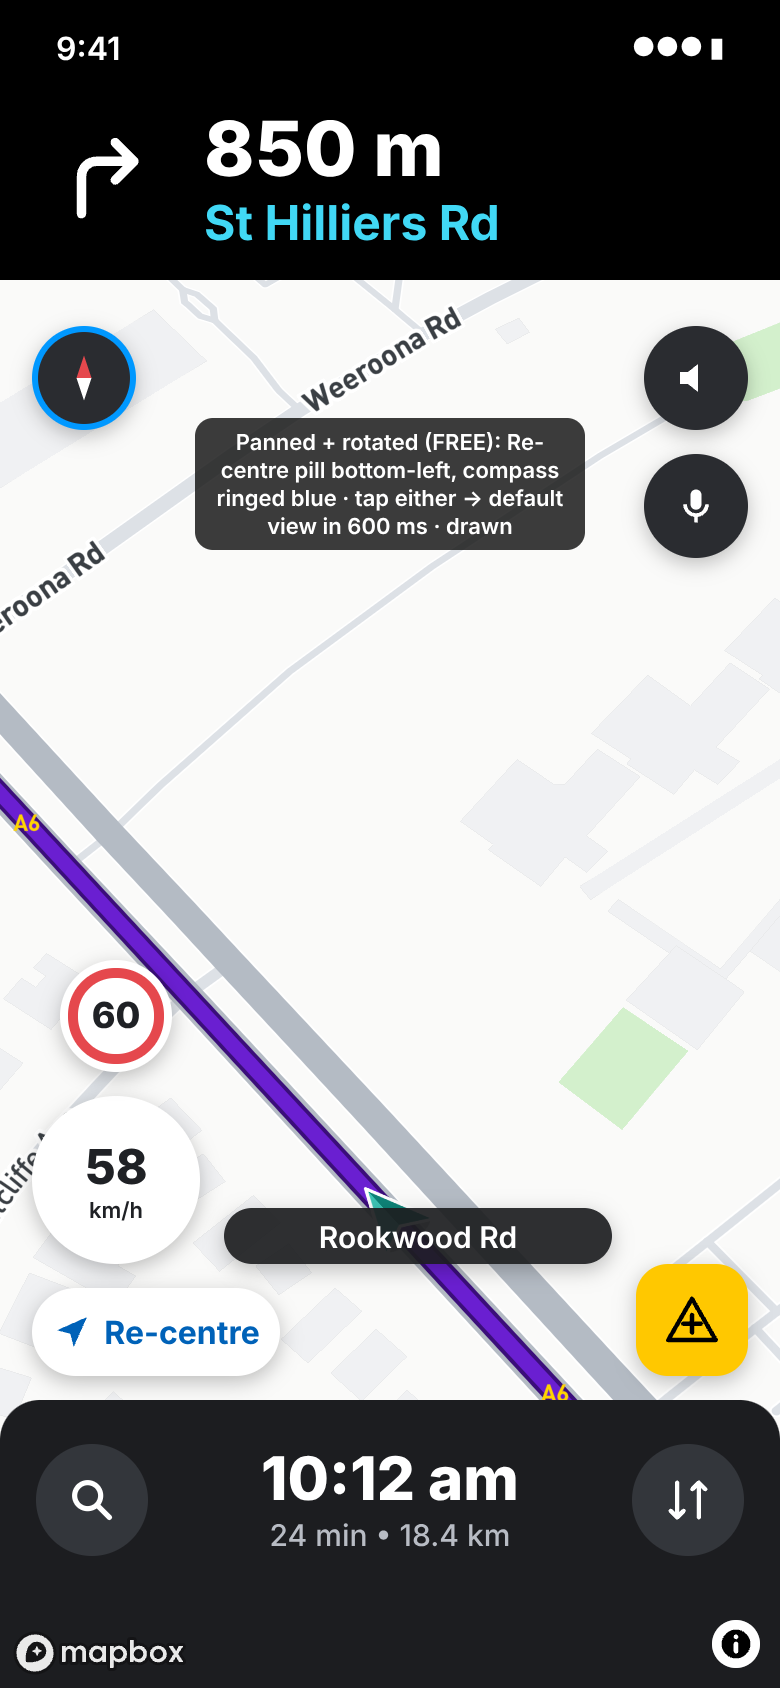 9:41
850 m
St Hilliers Rd
Weeroona Rd
Panned + rotated (FREE): Re-
centre pill bottom-left, compass
ringed blue · tap either → default
view in 600 ms · drawn
eroona Rd
A6
60
58
km/h
Rookwood Rd
Re-centre
A6
10:12 am
24 min • 18.4 km
mapbox